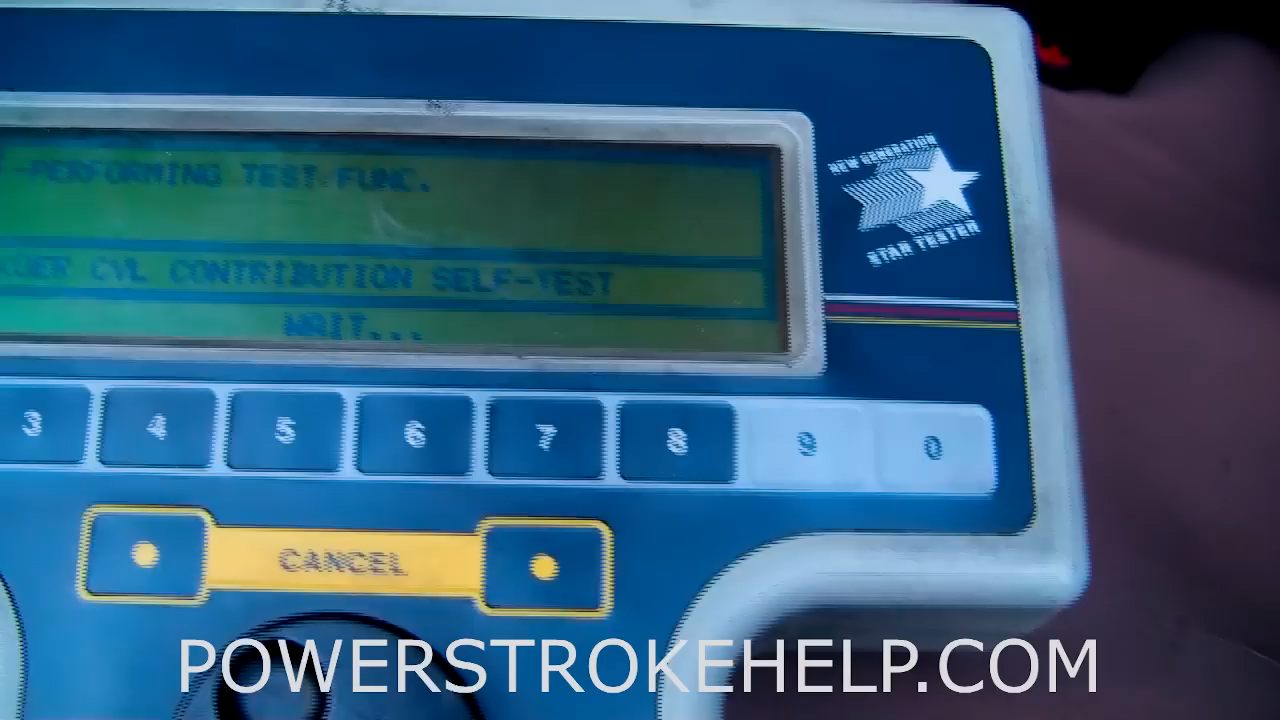 -PERFORMING TEST FUNC.
CYL CONTRIBUTION SELF-TEST
WAIT...
NEW GENERATION
STAR TESTER
3 4 5 6 7 8 9 0
CANCEL
POWERSTROKEHELP.COM